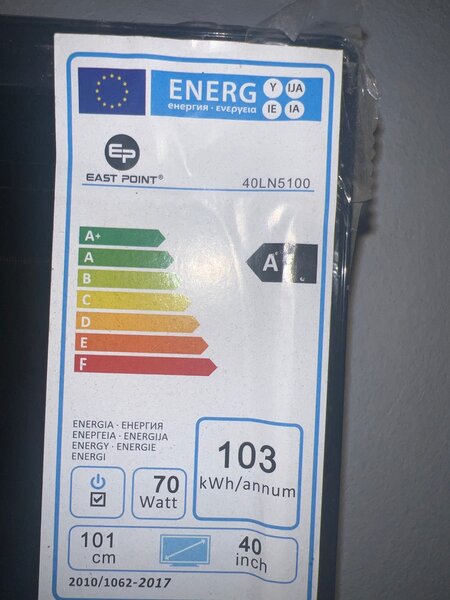 ENERG Y IJA
енергия · ενεργεια IE IA
EP
EAST POINT®
40LN5100
A+
A
A
B
C
D
E
F
ENERGIA · ЕНЕРГИЯ
ΕΝΕΡΓΕΙΑ · ENERGIJA
ENERGY · ENERGIE
ENERGI
103
kWh/annum
70
Watt
101
cm
40
inch
2010/1062-2017